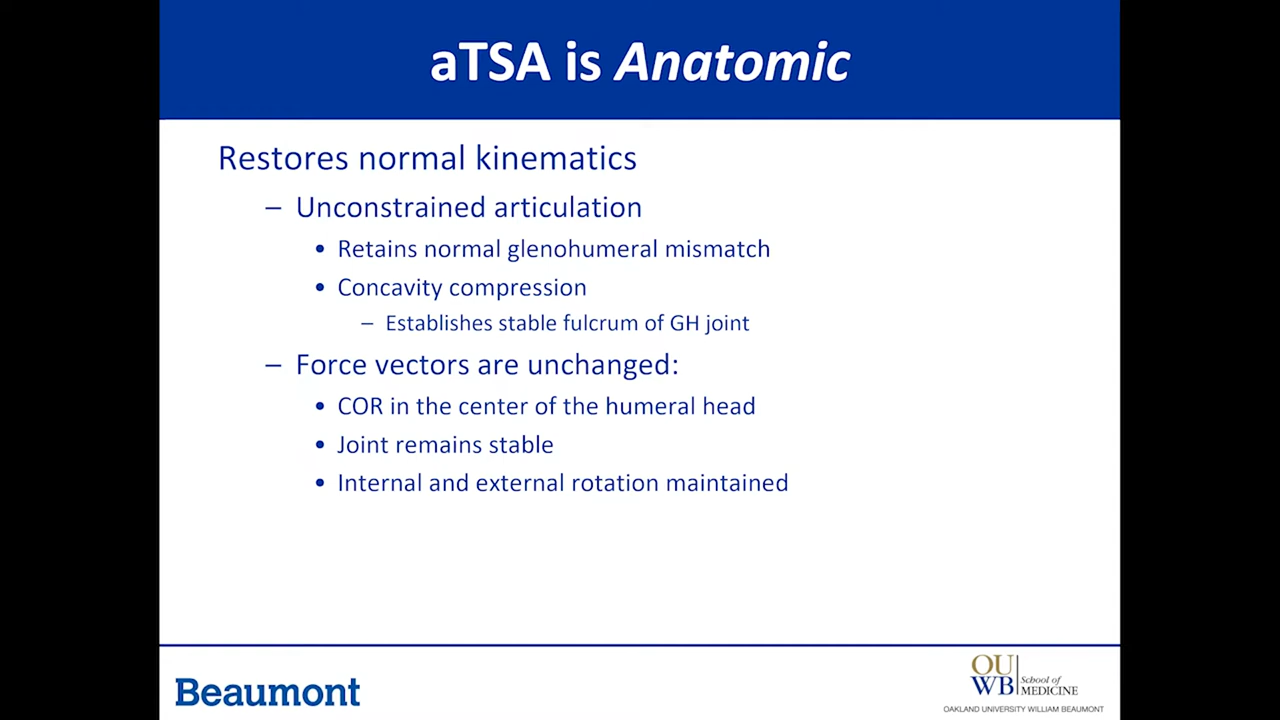 aTSA is Anatomic
Restores normal kinematics
– Unconstrained articulation
• Retains normal glenohumeral mismatch
• Concavity compression
– Establishes stable fulcrum of GH joint
– Force vectors are unchanged:
• COR in the center of the humeral head
• Joint remains stable
• Internal and external rotation maintained
Beaumont
OU
WB
School of
MEDICINE
OAKLAND UNIVERSITY WILLIAM BEAUMONT